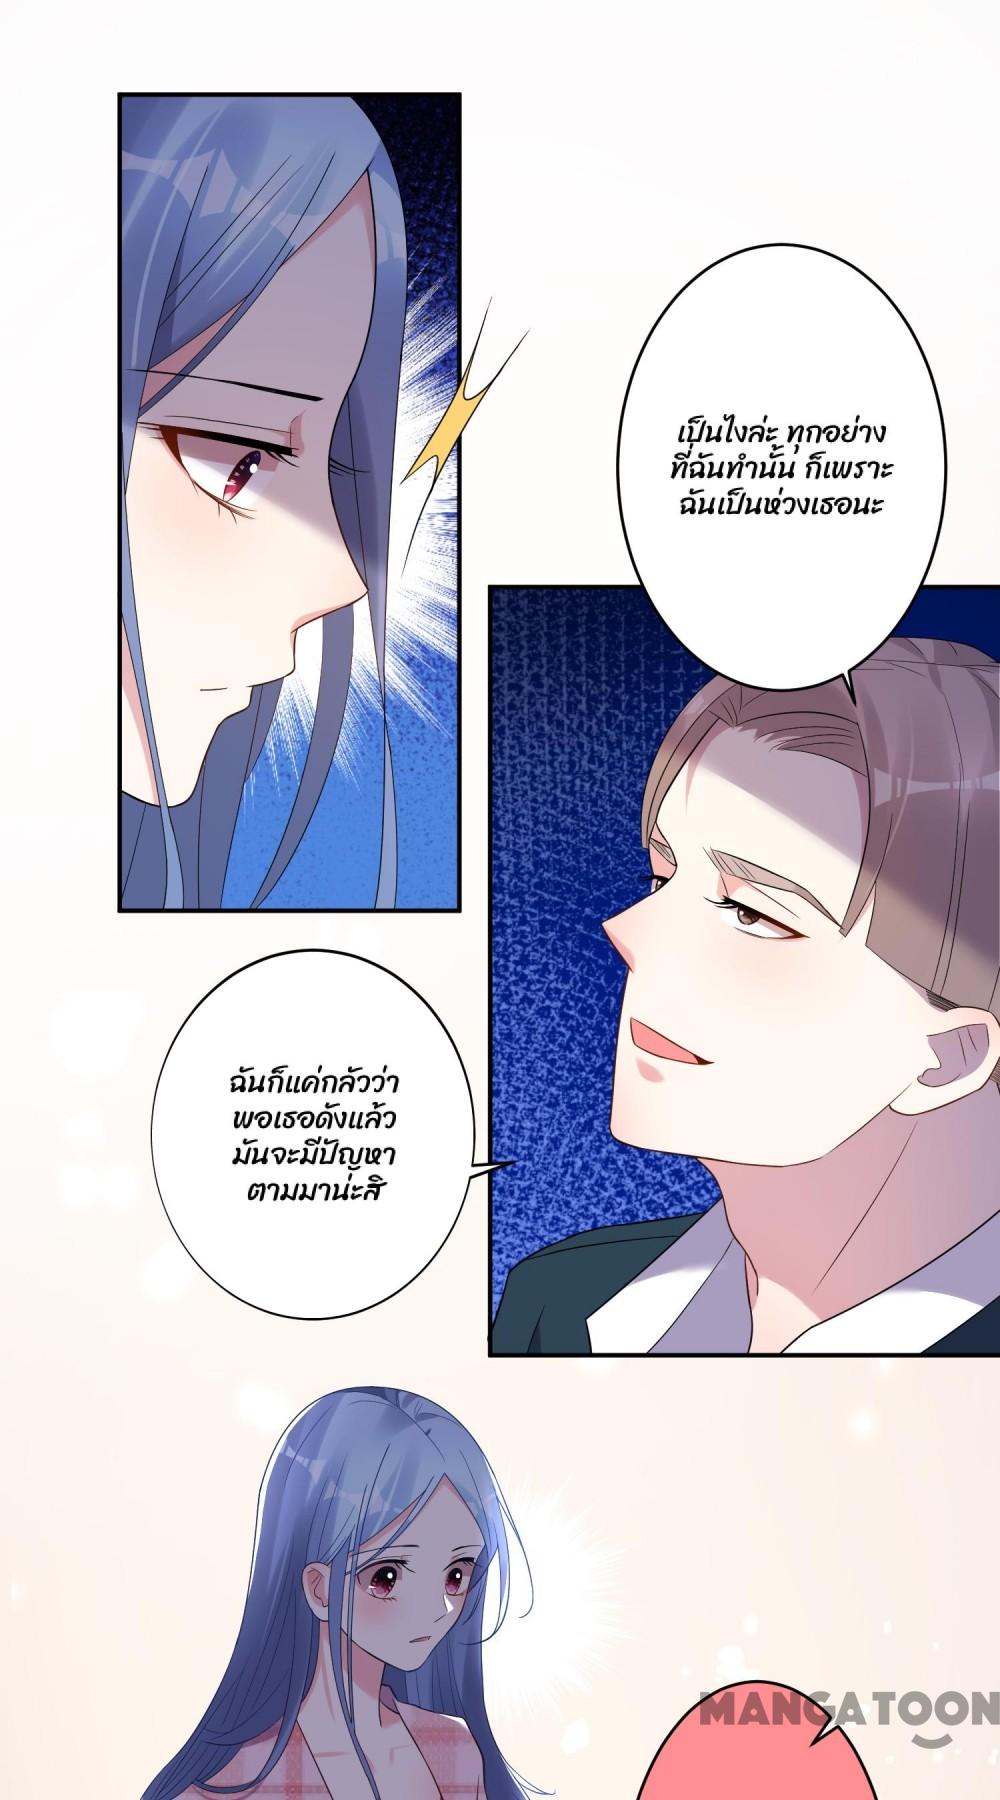 เป็นไงล่ะ ทุกอย่าง
ที่ฉันทำนั้น ก็เพราะ
ฉันเป็นห่วงเธอนะ
ฉันก็แค่กลัวว่า
พอเธอดังแล้ว
มันจะมีปัญหา
ตามมาน่ะสิ
MANGATOON